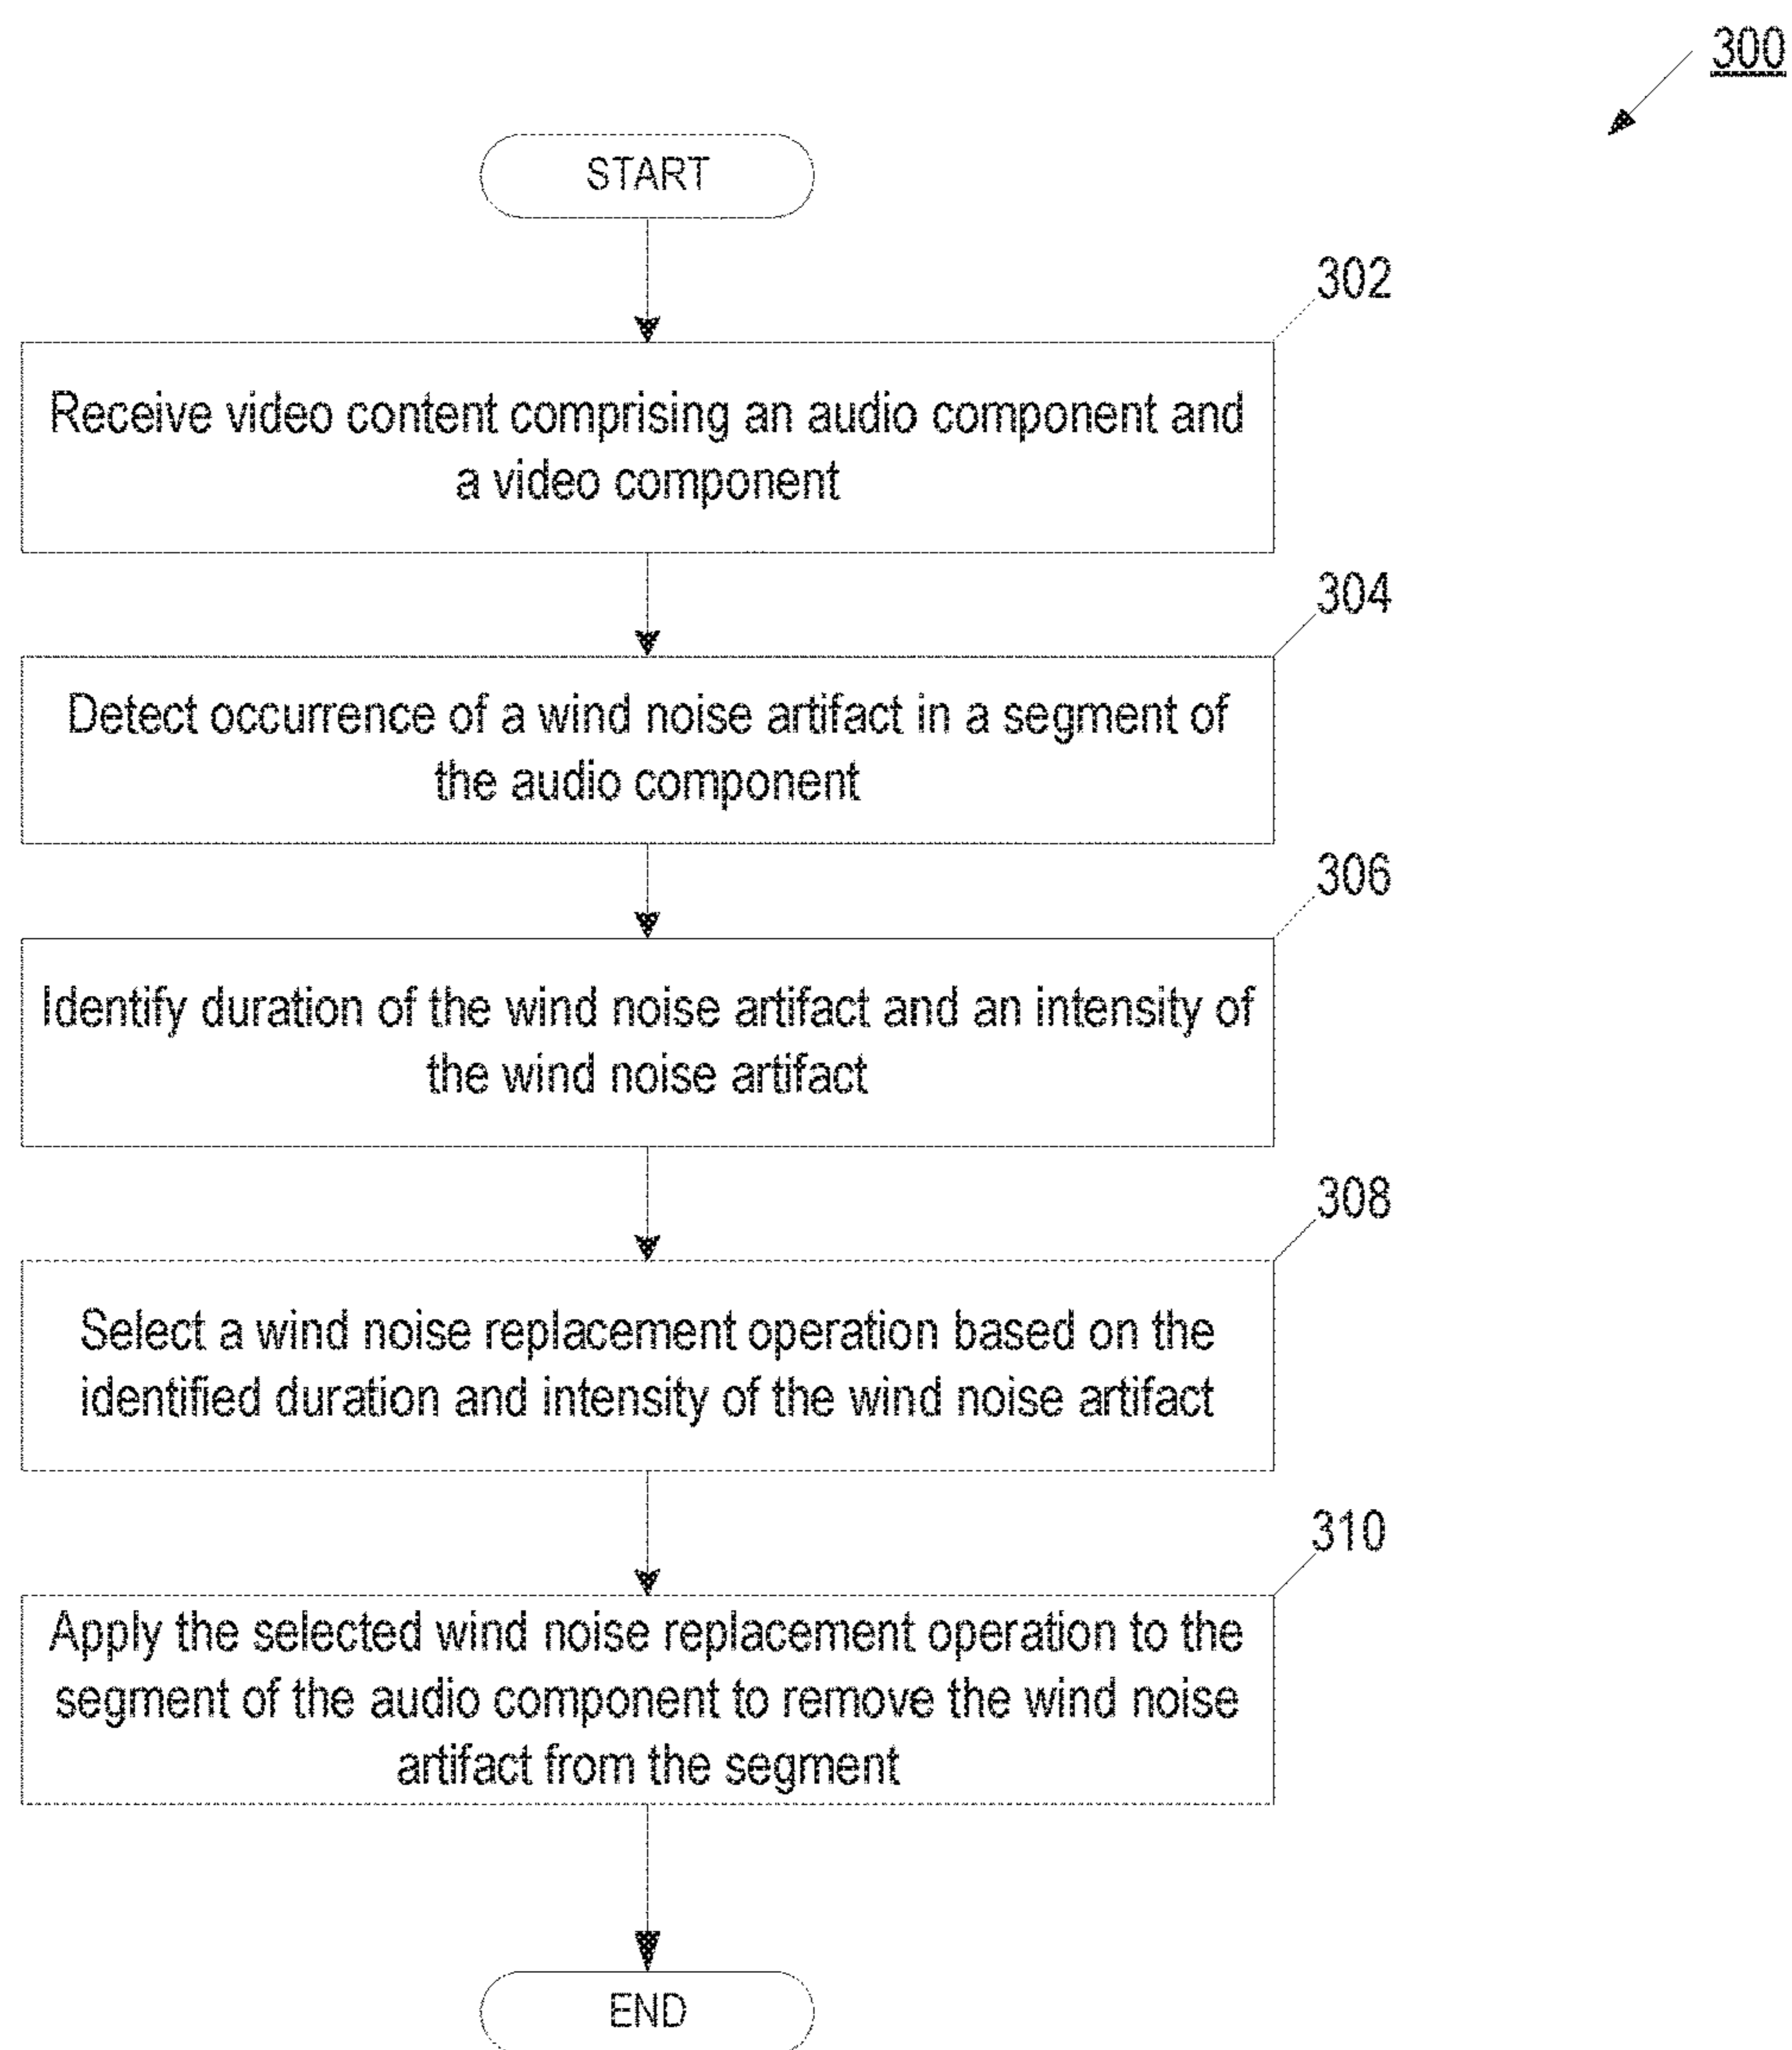 300
START
302
Receive video content comprising an audio component and
a video component
304
Detect occurrence of a wind noise artifact in a segment of
the audio component
306
Identify duration of the wind noise artifact and an intensity of
the wind noise artifact
308
Select a wind noise replacement operation based on the
identified duration and intensity of the wind noise artifact
310
Apply the selected wind noise replacement operation to the
segment of the audio component to remove the wind noise
artifact from the segment
END